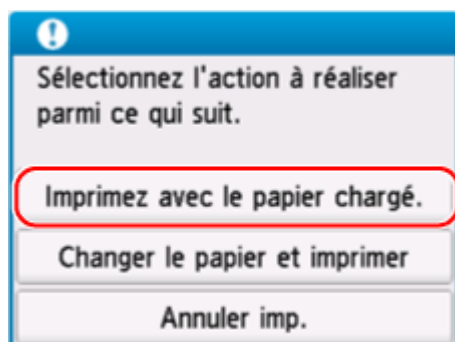 Sélectionnez l'action à réaliser
parmi ce qui suit.
Imprimez avec le papier chargé.
Changer le papier et imprimer
Annuler imp.